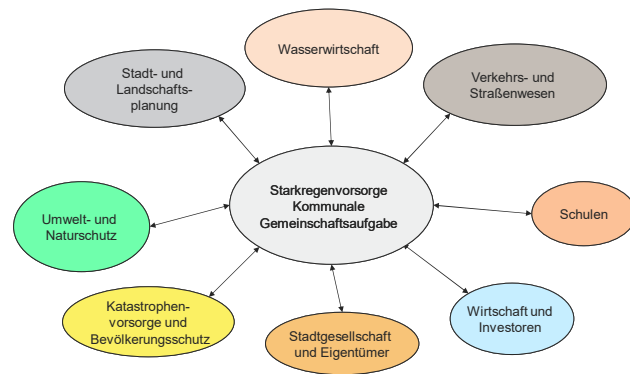 Wasserwirtschaft
Stadt- und
Landschafts-
planung
Verkehrs- und
Straßenwesen
Starkregenvorsorge
Kommunale
Gemeinschaftsaufgabe
Umwelt- und
Naturschutz
Schulen
Katastrophen-
vorsorge und
Bevölkerungsschutz
Stadtgesellschaft
und Eigentümer
Wirtschaft und
Investoren